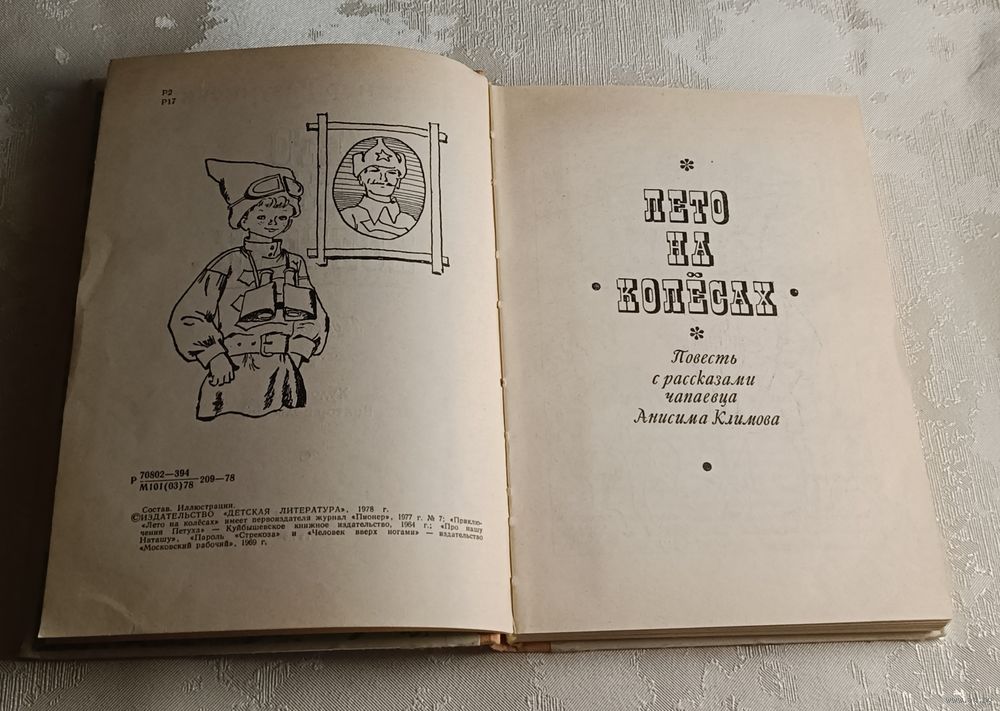 Р2
Р17
Р 70802—394
М101(03)78 209—78
Состав. Иллюстрации.
©ИЗДАТЕЛЬСТВО «ДЕТСКАЯ ЛИТЕРАТУРА», 1978 г.
«Лето на колёсах» имеет первоиздателя журнал «Пионер», 1977 г. № 7; «Приклю-
чения Петуха» — Куйбышевское книжное издательство, 1964 г.; «Про нашу
Наташу», «Пароль «Стрекоза» и «Человек вверх ногами» — издательство
«Московский рабочий», 1969 г.
ЛЕТО
НА
КОЛЁСАХ
Повесть
с рассказами
чапаевца
Анисима Климова